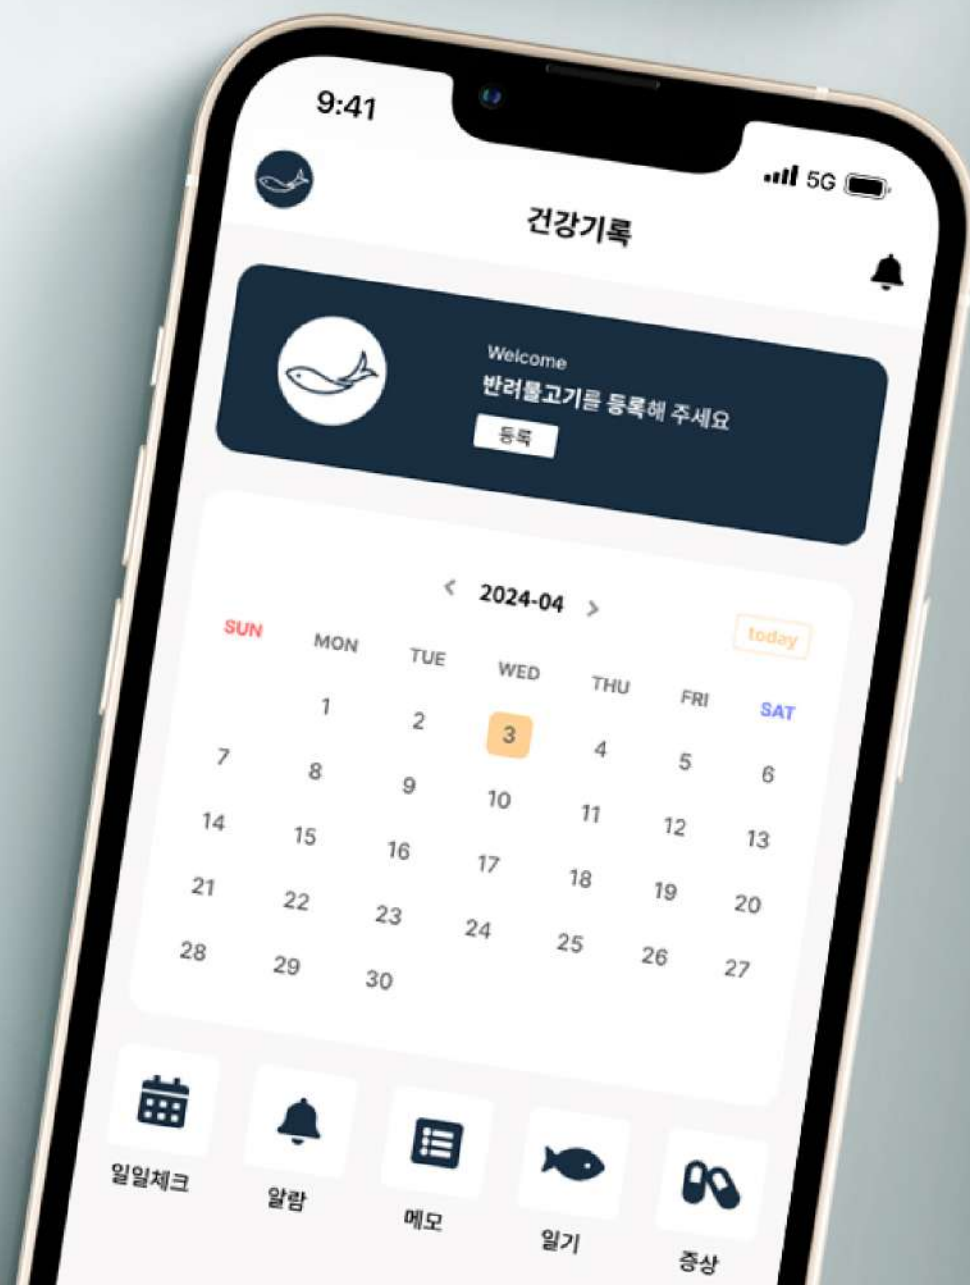 9:41
5G
건강기록
Welcome
반려물고기를 등록해 주세요
등록
< 2024-04 >
today
SUN MON TUE WED THU FRI SAT
1 2 3 4 5 6
7 8 9 10 11 12 13
14 15 16 17 18 19 20
21 22 23 24 25 26 27
28 29 30
일일체크 알람 메모 일기 증상